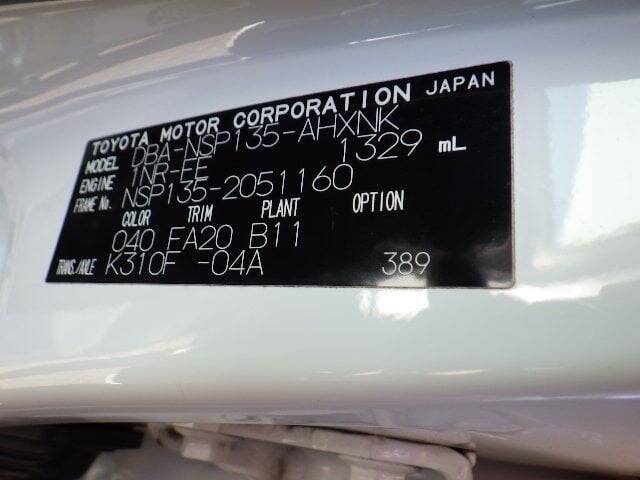 TOYOTA MOTOR CORPORATION JAPAN
MODEL DBA-NSP135-AHXNK
ENGINE 1NR-FE 1329 mL
FRAME No. NSP135-2051160
COLOR TRIM PLANT OPTION
040 FA20 B11
TRANS./AXLE K310F -04A 389